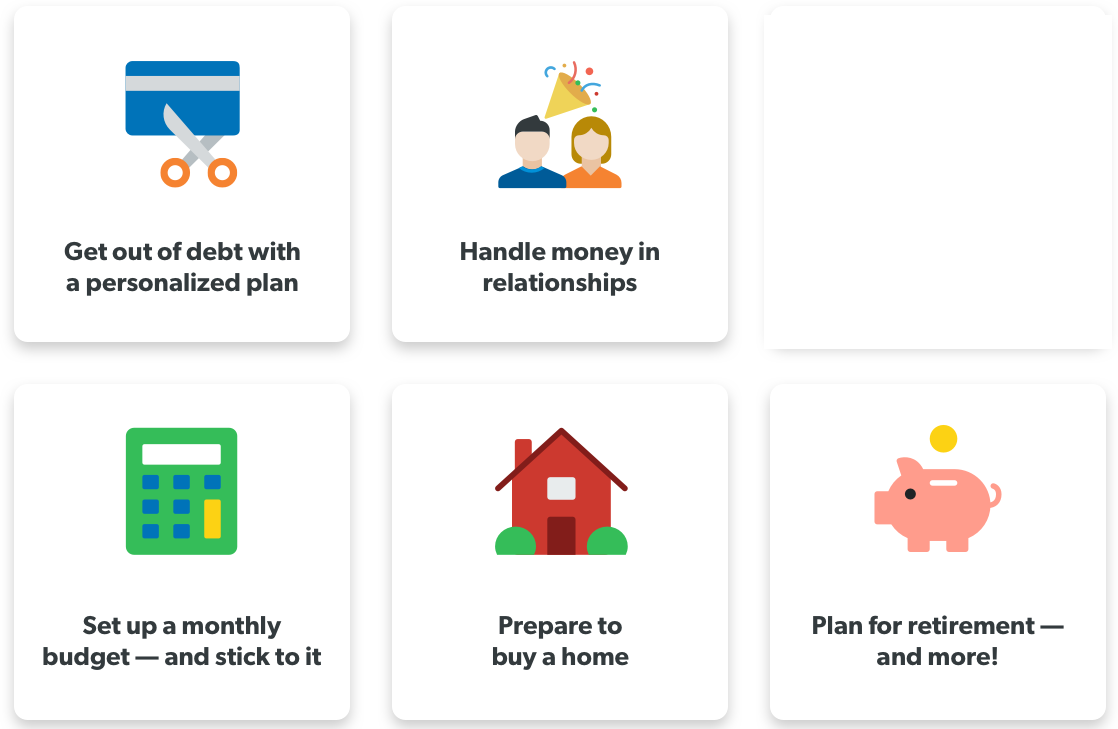 Get out of debt with
a personalized plan
Handle money in
relationships
Set up a monthly
budget — and stick to it
Prepare to
buy a home
Plan for retirement —
and more!